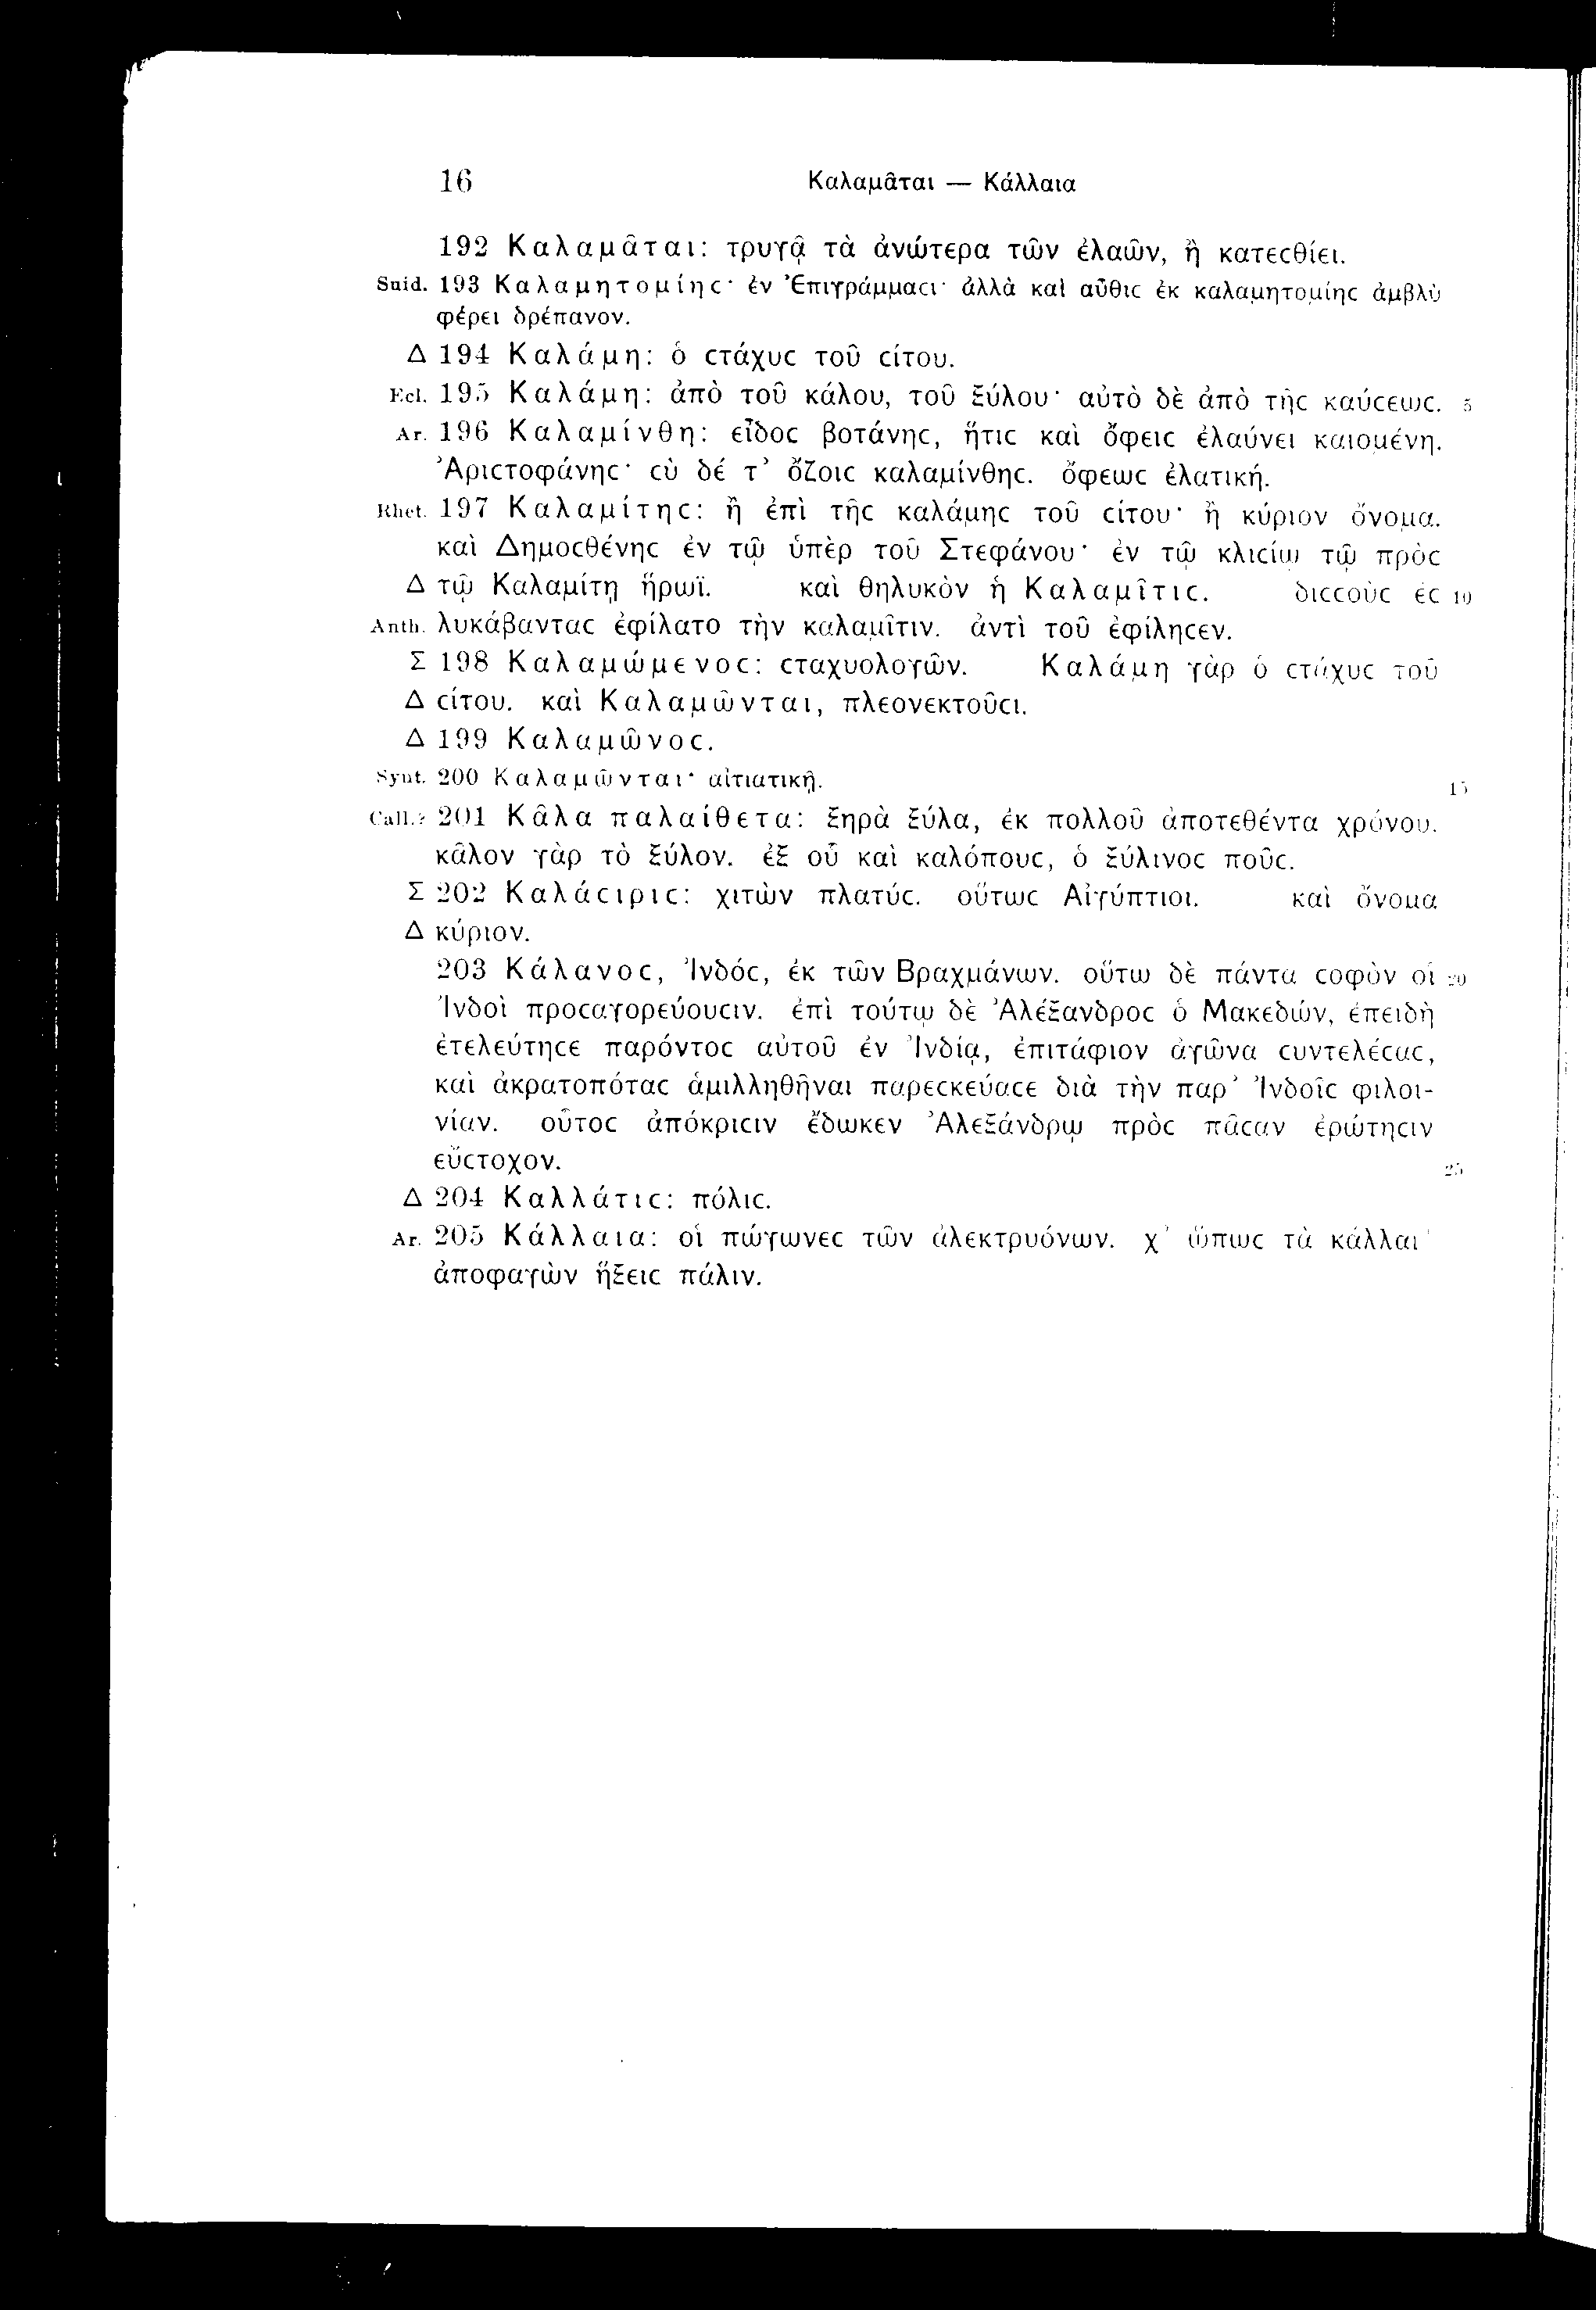 16 Καλαμᾶται — Κάλλαια
192 Καλαμᾶται: τρυγᾷ τὰ ἀνώτερα τῶν ἐλαῶν, ἢ κατεϲθίει.
Suid. 193 Καλαμητομίηϲ· ἐν Ἐπιγράμμαϲι· ἀλλὰ καὶ αὖθιϲ ἐκ καλαμητομίηϲ ἀμβλὺ
φέρει δρέπανον.
Δ 194 Καλάμη: ὁ ϲτάχυϲ τοῦ ϲίτου.
Ecl. 195 Καλάμη: ἀπὸ τοῦ κάλου, τοῦ ξύλου· αὐτὸ δὲ ἀπὸ τῆϲ καύϲεωϲ. 5
Ar. 196 Καλαμίνθη: εἶδοϲ βοτάνηϲ, ἥτιϲ καὶ ὄφειϲ ἐλαύνει καιομένη.
Ἀριϲτοφάνηϲ· ϲὺ δέ τ’ ὄζοιϲ καλαμίνθηϲ. ὄφεωϲ ἐλατική.
Rhet. 197 Καλαμίτηϲ: ἢ ἐπὶ τῆϲ καλάμηϲ τοῦ ϲίτου· ἢ κύριον ὄνομα.
καὶ Δημοϲθένηϲ ἐν τῷ ὑπὲρ τοῦ Στεφάνου· ἐν τῷ κλιϲίῳ τῷ πρὸϲ
Δ τῷ Καλαμίτῃ ἥρωϊ. καὶ θηλυκὸν ἡ Καλαμῖτιϲ. διϲϲοὺϲ ἐϲ 10
Anth. λυκάβανταϲ ἐφίλατο τὴν καλαμῖτιν. ἀντὶ τοῦ ἐφίληϲεν.
Σ 198 Καλαμώμενοϲ: ϲταχυολογῶν. Καλάμη γὰρ ὁ ϲτάχυϲ τοῦ
Δ ϲίτου. καὶ Καλαμῶνται, πλεονεκτοῦϲι.
Δ 199 Καλαμῶνοϲ.
Synt. 200 Καλαμῶνται· αἰτιατικῇ. 15
Call.? 201 Κᾶλα παλαίθετα: ξηρὰ ξύλα, ἐκ πολλοῦ ἀποτεθέντα χρόνου.
κᾶλον γὰρ τὸ ξύλον. ἐξ οὗ καὶ καλόπουϲ, ὁ ξύλινοϲ ποῦϲ.
Σ 202 Καλάϲιριϲ: χιτὼν πλατύϲ. οὕτωϲ Αἰγύπτιοι. καὶ ὄνομα
Δ κύριον.
203 Κάλανοϲ, Ἰνδόϲ, ἐκ τῶν Βραχμάνων. οὕτω δὲ πάντα ϲοφὸν οἱ 20
Ἰνδοὶ προϲαγορεύουϲιν. ἐπὶ τούτῳ δὲ Ἀλέξανδροϲ ὁ Μακεδών, ἐπειδὴ
ἐτελεύτηϲε παρόντοϲ αὐτοῦ ἐν Ἰνδίᾳ, ἐπιτάφιον ἀγῶνα ϲυντελέϲαϲ,
καὶ ἀκρατοπόταϲ ἁμιλληθῆναι παρεϲκεύαϲε διὰ τὴν παρ’ Ἰνδοῖϲ φιλοι-
νίαν. οὗτοϲ ἀπόκριϲιν ἔδωκεν Ἀλεξάνδρῳ πρὸϲ πᾶϲαν ἐρώτηϲιν
εὔϲτοχον. 25
Δ 204 Καλλάτιϲ: πόλιϲ.
Ar. 205 Κάλλαια: οἱ πώγωνεϲ τῶν ἀλεκτρυόνων. χ’ ὥπωϲ τὰ κάλλαι’
ἀποφαγὼν ἥξειϲ πάλιν.